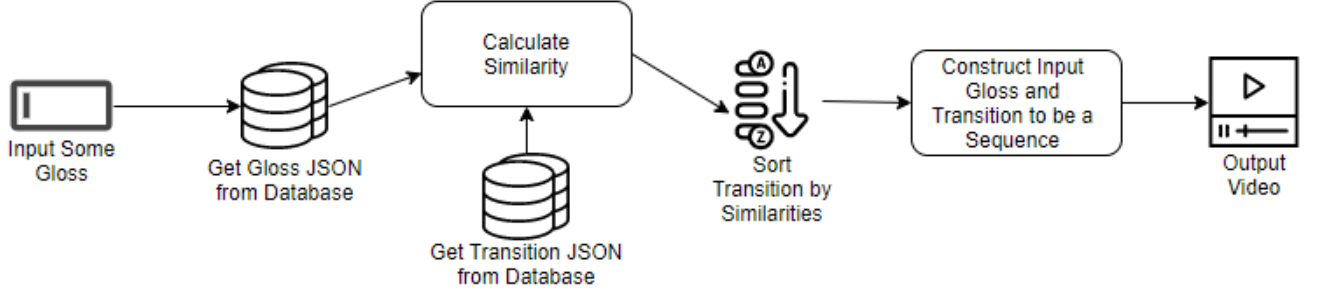 Input Some
Gloss
Get Gloss JSON
from Database
Calculate
Similarity
Get Transition JSON
from Database
A
Z
Sort
Transition by
Similarities
Construct Input
Gloss and
Transition to be a
Sequence
Output
Video